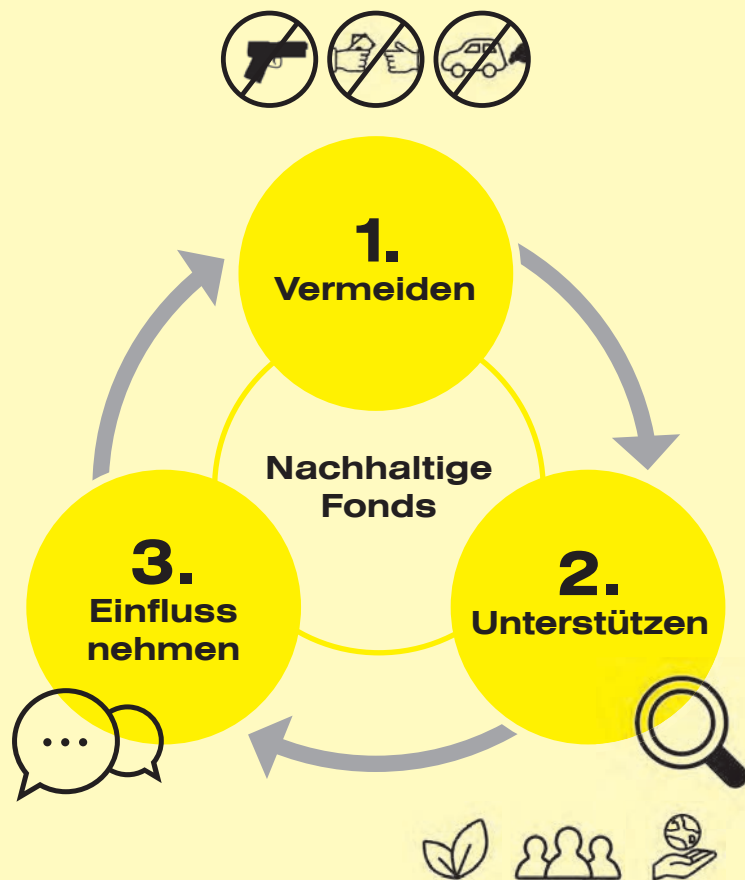 1.
Vermeiden
Nachhaltige
Fonds
2.
Unterstützen
3.
Einfluss
nehmen